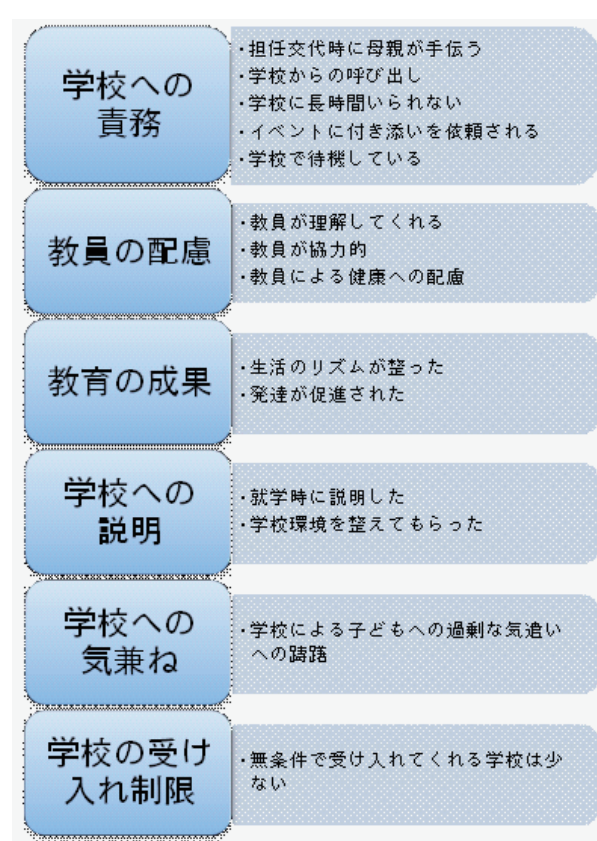 学校への
責務
・担任交代時に母親が手伝う
・学校からの呼び出し
・学校に長時間いられない
・イベントに付き添いを依頼される
・学校で待機している
教員の配慮
・教員が理解してくれる
・教員が協力的
・教員による健康への配慮
教育の成果
・生活のリズムが整った
・発達が促進された
学校への
説明
・就学時に説明した
・学校環境を整えてもらった
学校への
気兼ね
・学校による子どもへの過剰な気遣い
への躊躇
学校の受け
入れ制限
・無条件で受け入れてくれる学校は少
ない